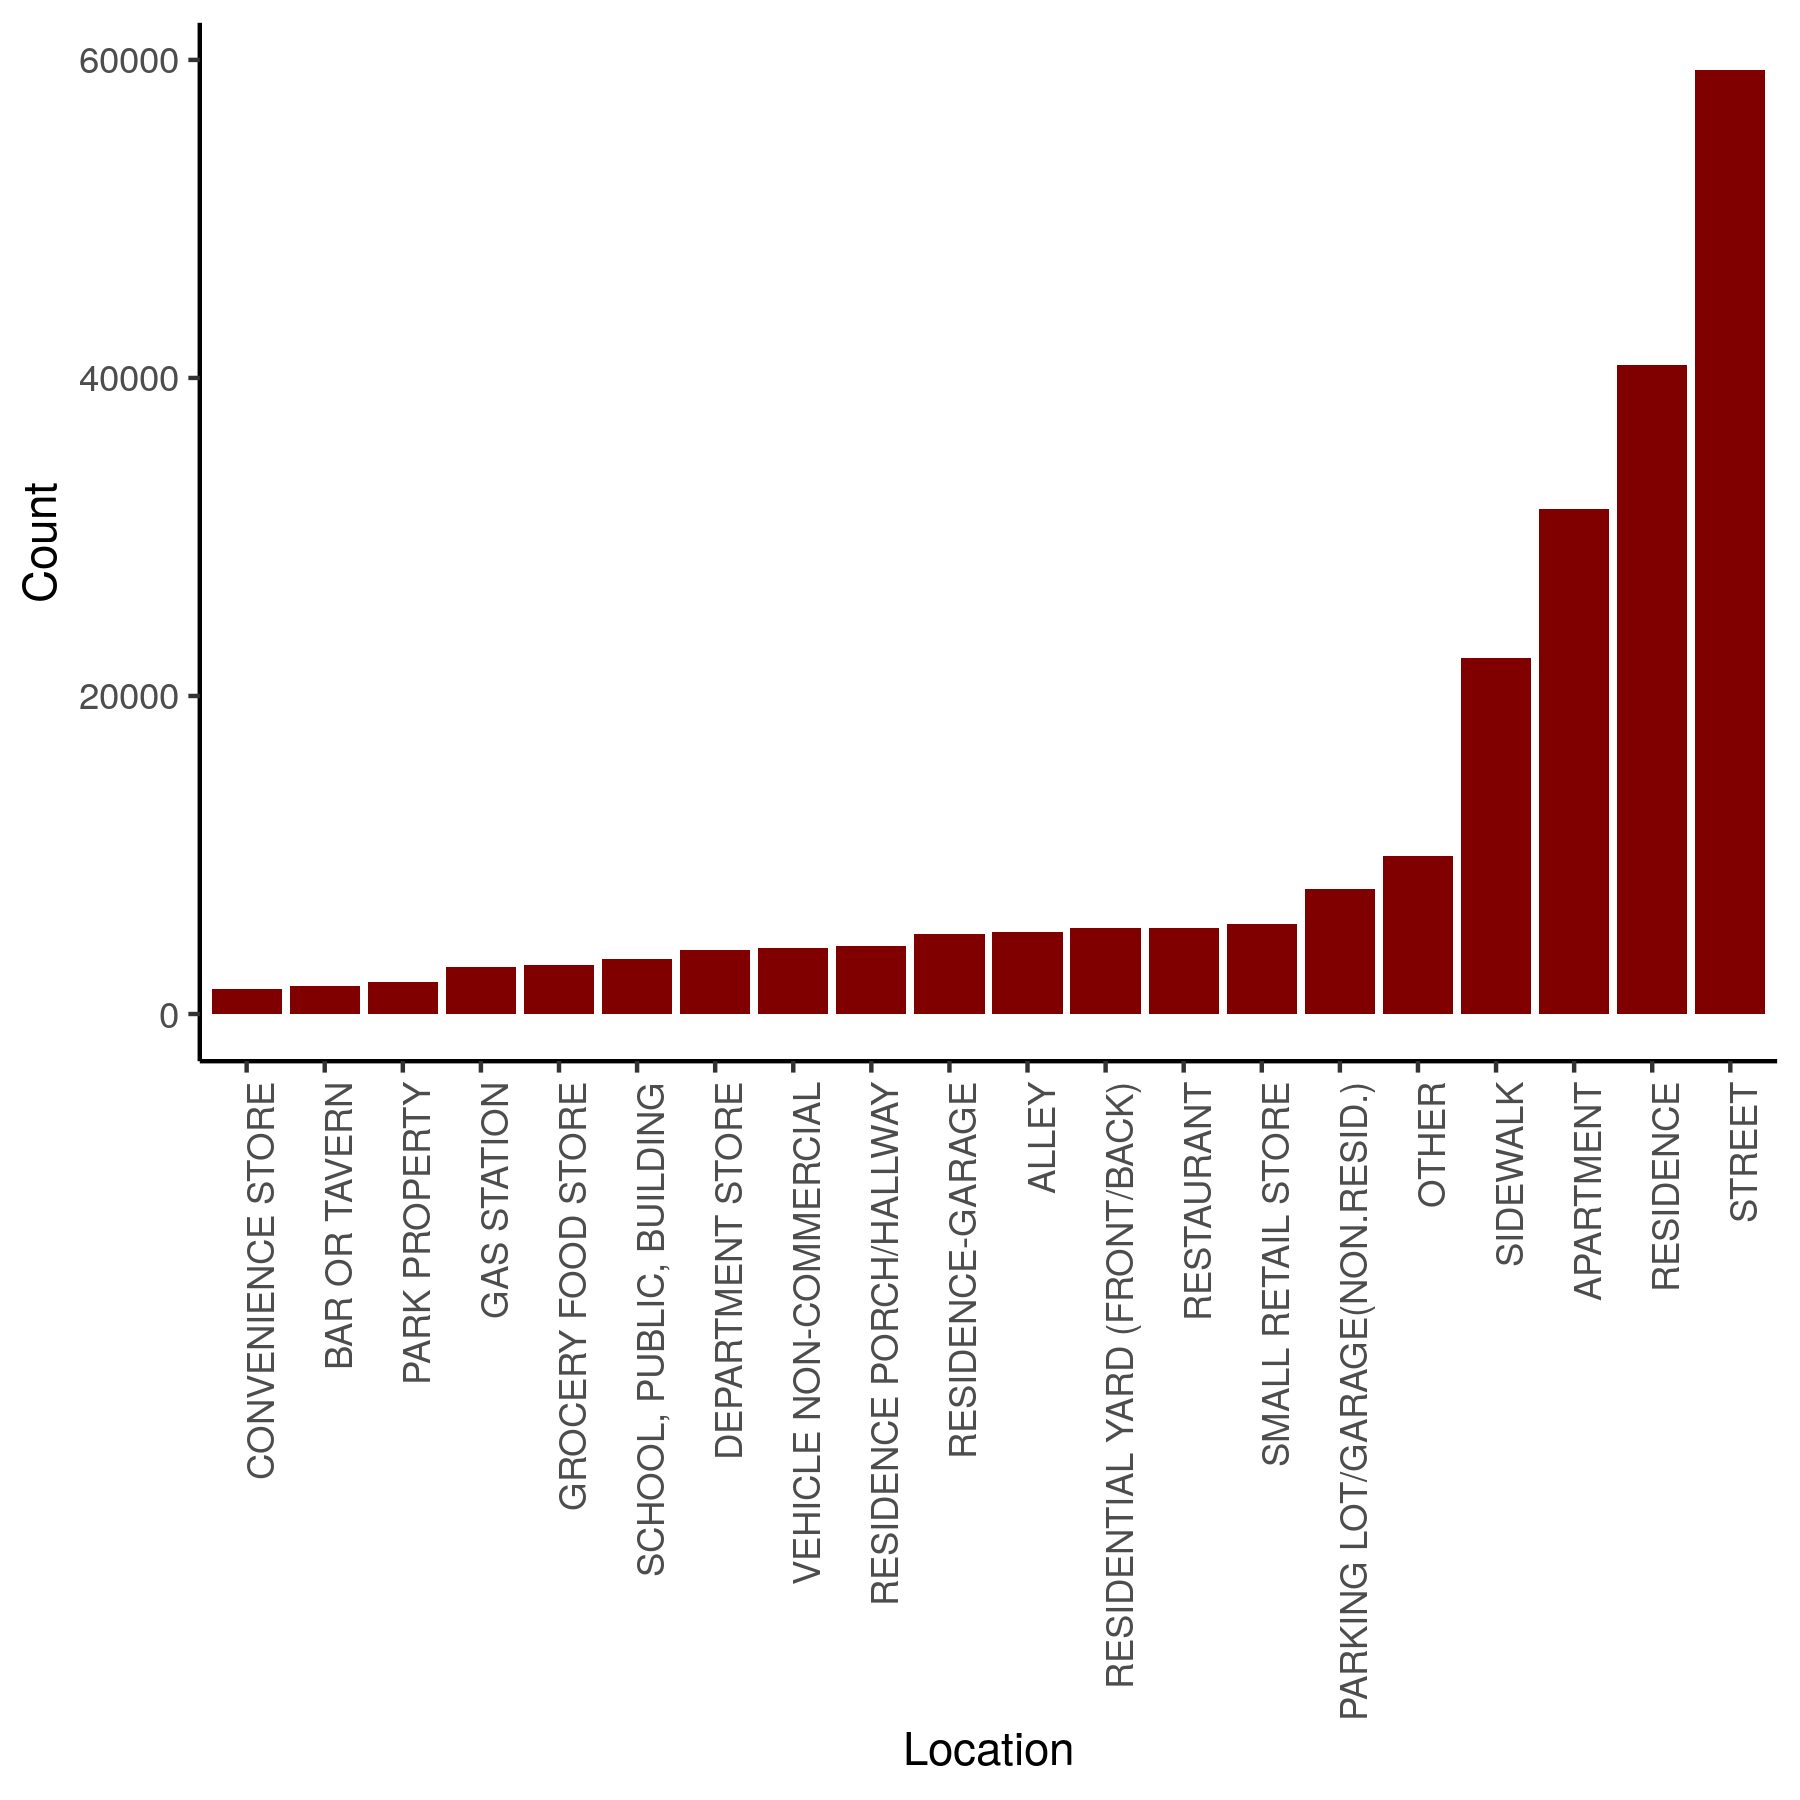 60000
40000
20000
0
Count
CONVENIENCE STORE
BAR OR TAVERN
PARK PROPERTY
GAS STATION
GROCERY FOOD STORE
SCHOOL, PUBLIC, BUILDING
DEPARTMENT STORE
VEHICLE NON-COMMERCIAL
RESIDENCE PORCH/HALLWAY
RESIDENCE-GARAGE
ALLEY
RESIDENTIAL YARD (FRONT/BACK)
RESTAURANT
SMALL RETAIL STORE
PARKING LOT/GARAGE(NON.RESID.)
OTHER
SIDEWALK
APARTMENT
RESIDENCE
STREET
Location